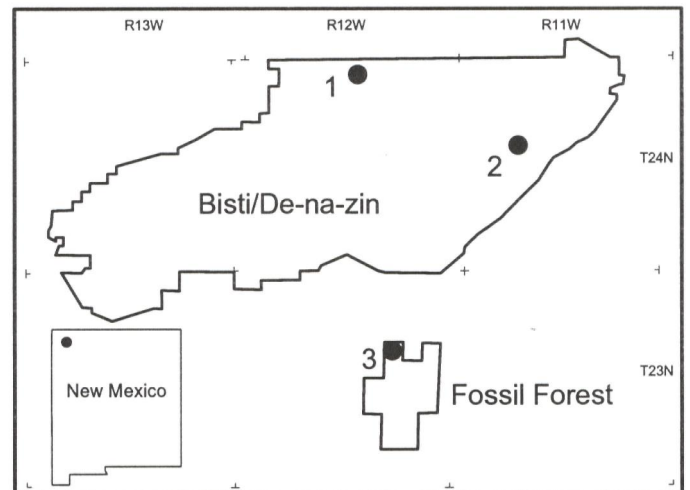 R13W R12W R11W
1
2
T24N
Bisti/De-na-zin
3
T23N
New Mexico
Fossil Forest